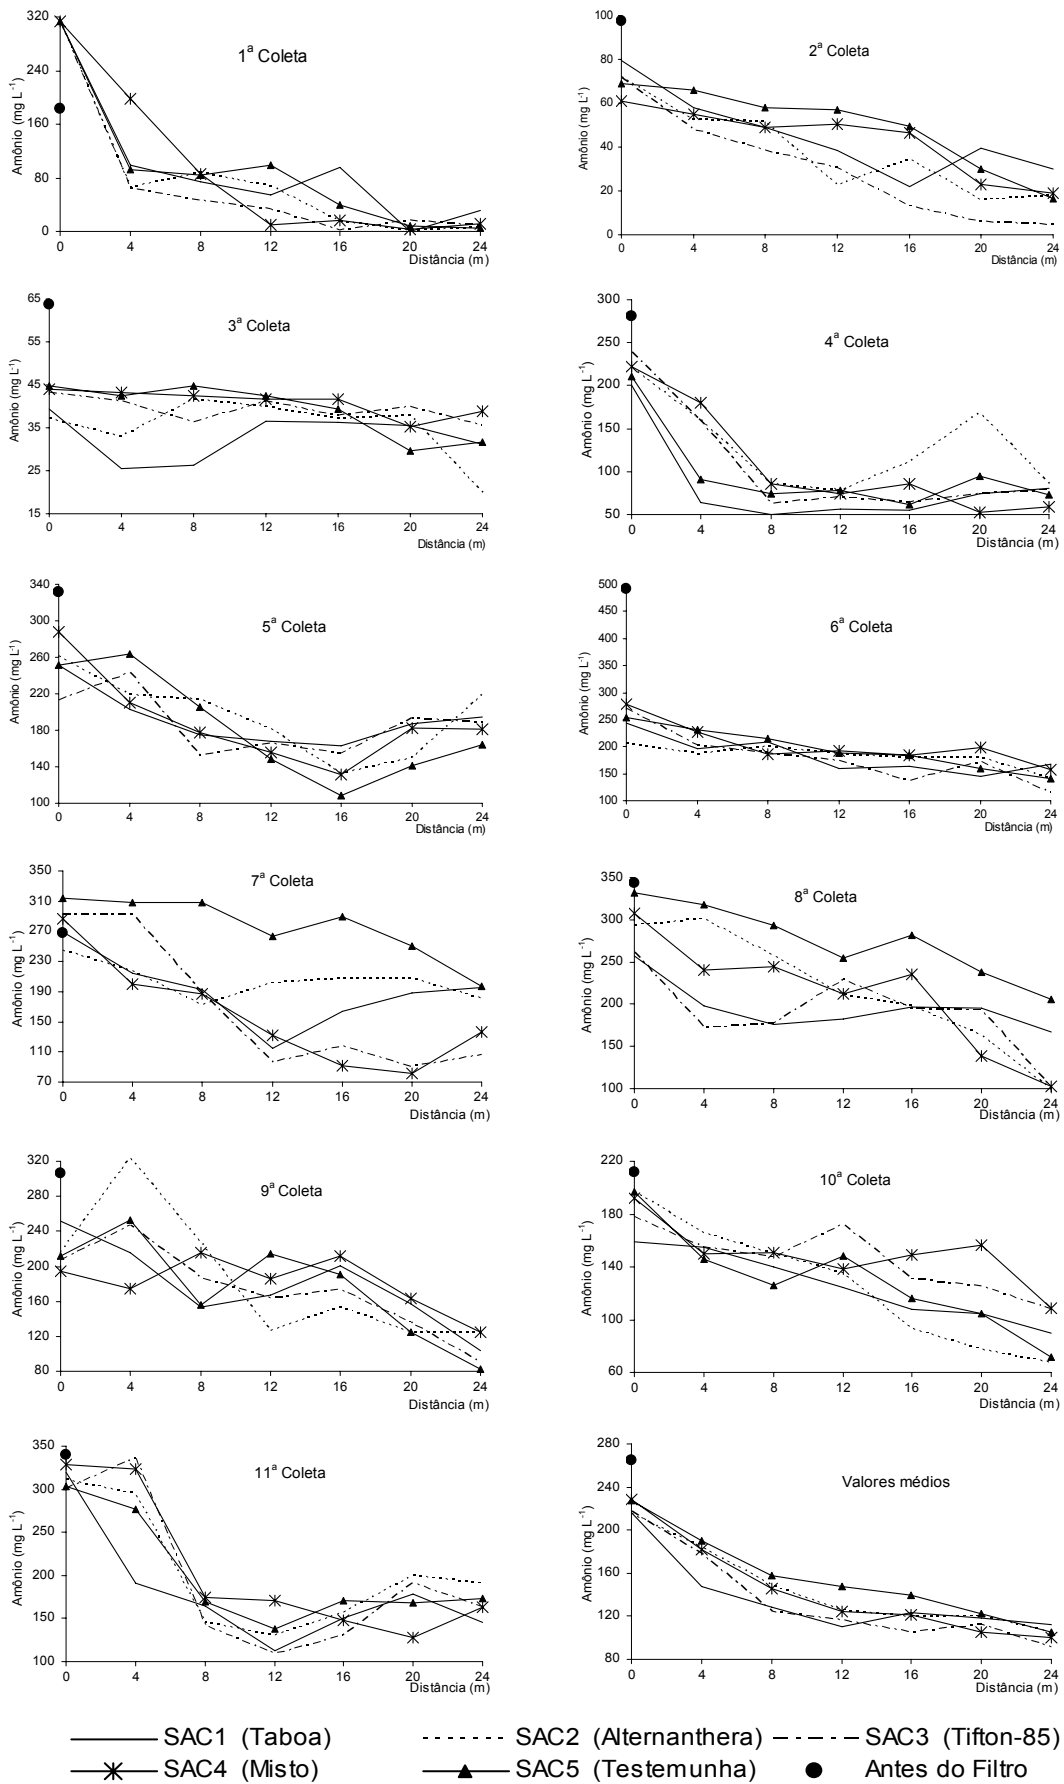 1ª Coleta
Amônio (mg L⁻¹)
320
240
160
80
0
0 4 8 12 16 20 24
Distância (m)
2ª Coleta
Amônio (mg L⁻¹)
100
80
60
40
20
0
0 4 8 12 16 20 24
Distância (m)
3ª Coleta
Amônio (mg L⁻¹)
65
55
45
35
25
15
0 4 8 12 16 20 24
Distância (m)
4ª Coleta
Amônio (mg L⁻¹)
300
250
200
150
100
50
0 4 8 12 16 20 24
Distância (m)
5ª Coleta
Amônio (mg L⁻¹)
340
300
260
220
180
140
100
0 4 8 12 16 20 24
Distância (m)
6ª Coleta
Amônio (mg L⁻¹)
500
450
400
350
300
250
200
150
100
0 4 8 12 16 20 24
Distância (m)
7ª Coleta
Amônio (mg L⁻¹)
350
310
270
230
190
150
110
70
0 4 8 12 16 20 24
Distância (m)
8ª Coleta
Amônio (mg L⁻¹)
350
300
250
200
150
100
0 4 8 12 16 20 24
Distância (m)
9ª Coleta
Amônio (mg L⁻¹)
320
280
240
200
160
120
80
0 4 8 12 16 20 24
Distância (m)
10ª Coleta
Amônio (mg L⁻¹)
220
180
140
100
60
0 4 8 12 16 20 24
Distância (m)
11ª Coleta
Amônio (mg L⁻¹)
350
300
250
200
150
100
0 4 8 12 16 20 24
Distância (m)
Valores médios
Amônio (mg L⁻¹)
280
240
200
160
120
80
0 4 8 12 16 20 24
Distância (m)
SAC1 (Taboa) SAC2 (Alternanthera) SAC3 (Tifton-85)
SAC4 (Misto) SAC5 (Testemunha) Antes do Filtro